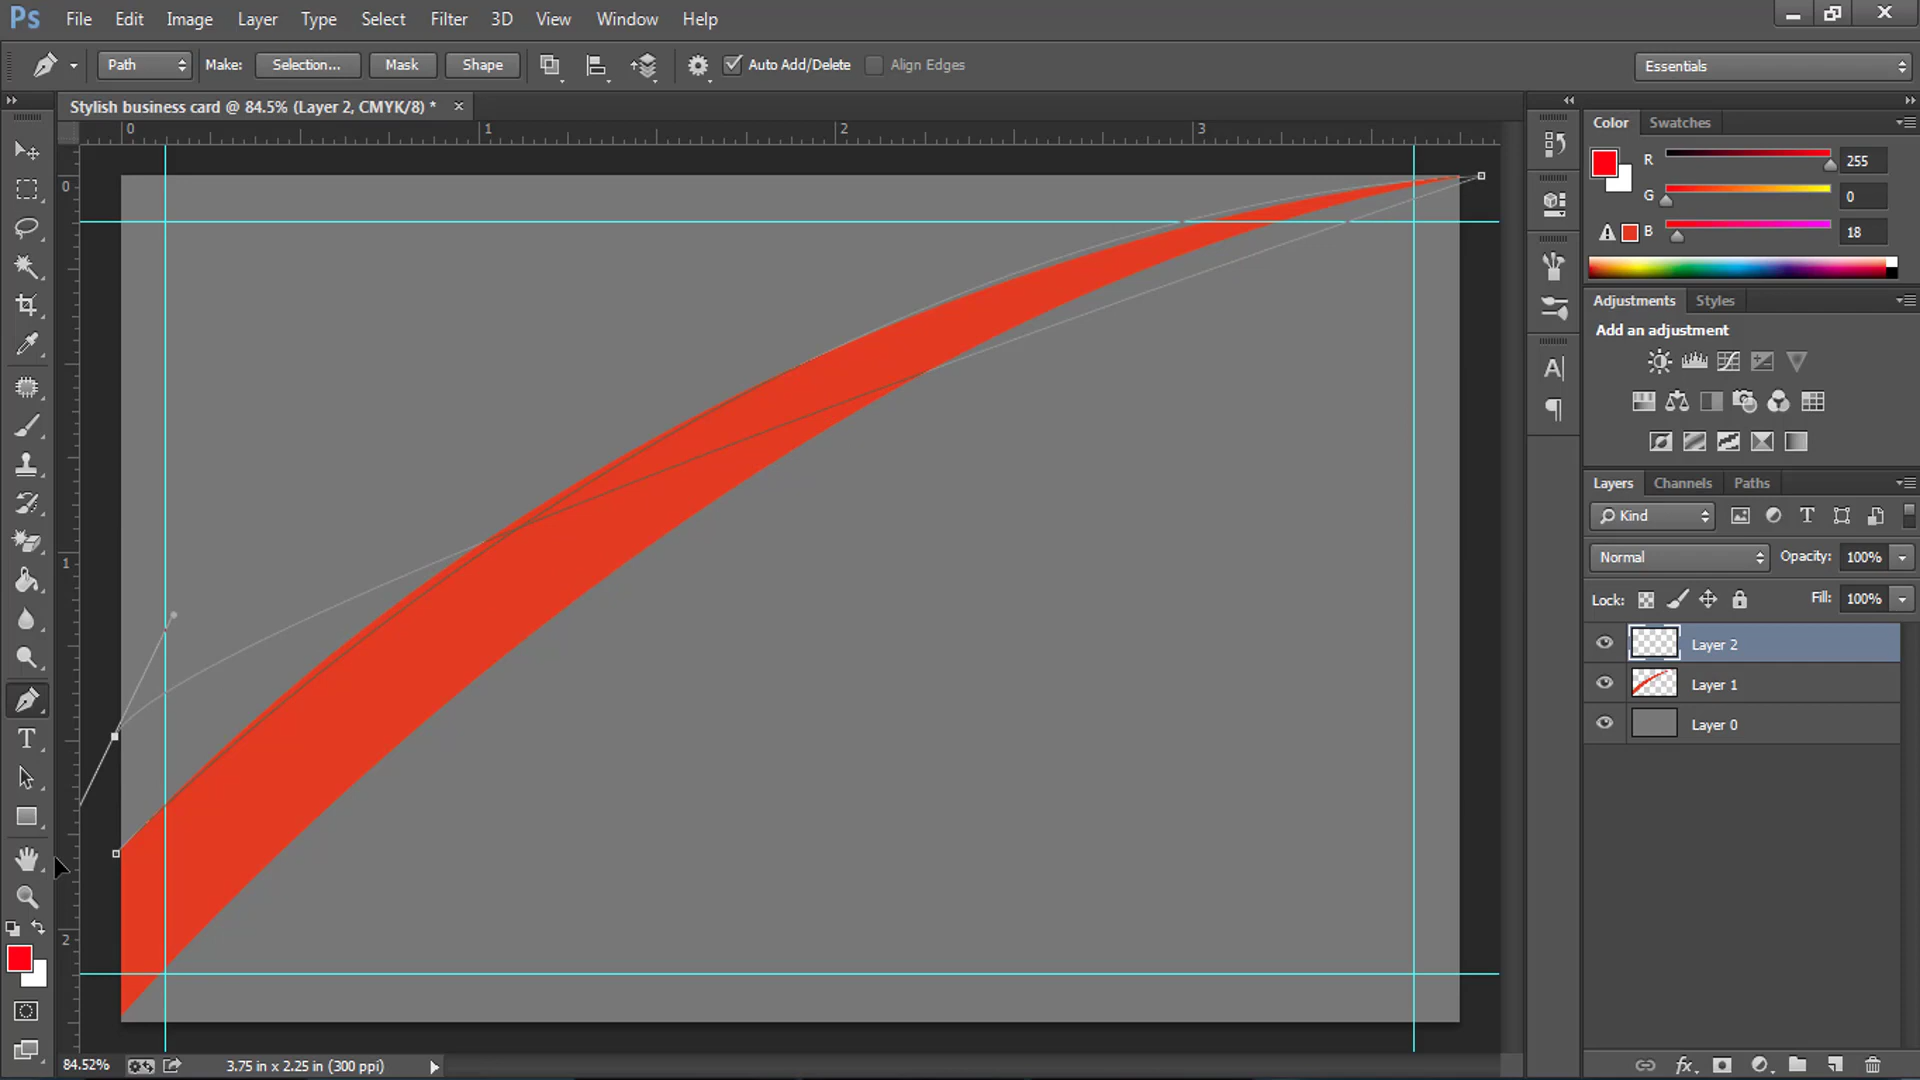 Ps File Edit Image Layer Type Select Filter 3D View Window Help
Path Make: Selection... Mask Shape Auto Add/Delete Align Edges Essentials
Stylish business card @ 84.5% (Layer 2, CMYK/8) * ×
0 1 2 3
0
1
2
Color Swatches
R 255
G 0
B 18
Adjustments Styles
Add an adjustment
Layers Channels Paths
Kind
Normal Opacity: 100%
Lock: Fill: 100%
Layer 2
Layer 1
Layer 0
84.52% 3.75 in x 2.25 in (300 ppi)